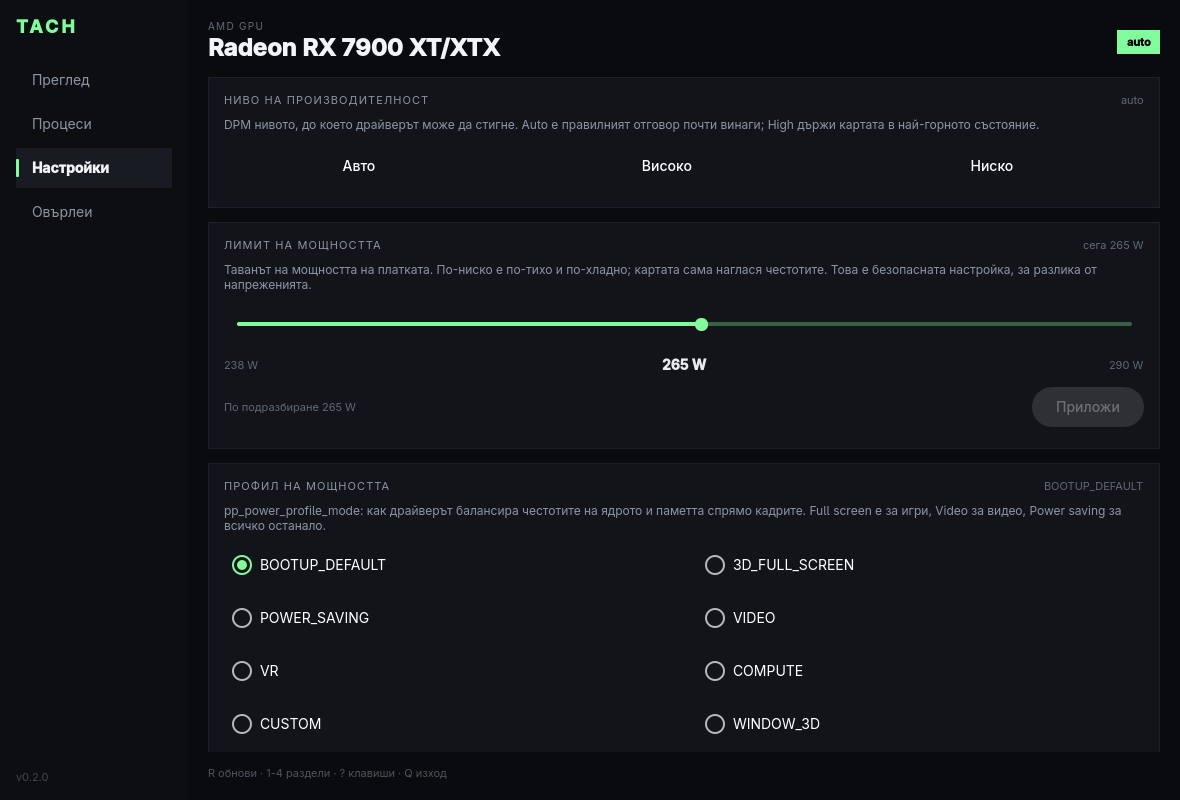 TACH
Преглед
Процеси
Настройки
Овърлеи
v0.2.0
AMD GPU
Radeon RX 7900 XT/XTX
auto
НИВО НА ПРОИЗВОДИТЕЛНОСТ
auto
DPM нивото, до което драйверът може да стигне. Auto е правилният отговор почти винаги; High държи картата в най-горното състояние.
Авто
Високо
Ниско
ЛИМИТ НА МОЩНОСТТА
сега 265 W
Таванът на мощността на платката. По-ниско е по-тихо и по-хладно; картата сама наглася честотите. Това е безопасната настройка, за разлика от
напреженията.
238 W
265 W
290 W
По подразбиране 265 W
Приложи
ПРОФИЛ НА МОЩНОСТТА
BOOTUP_DEFAULT
pp_power_profile_mode: как драйверът балансира честотите на ядрото и паметта спрямо кадрите. Full screen е за игри, Video за видео, Power saving за
всичко останало.
BOOTUP_DEFAULT
3D_FULL_SCREEN
POWER_SAVING
VIDEO
VR
COMPUTE
CUSTOM
WINDOW_3D
R обнови · 1-4 раздели · ? клавиши · Q изход